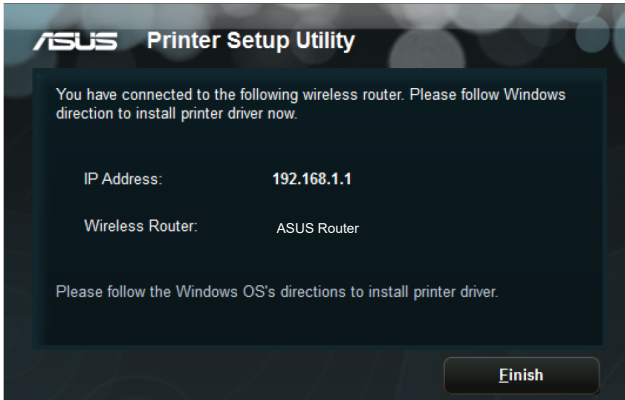 ASUS Printer Setup Utility
You have connected to the following wireless router. Please follow Windows
direction to install printer driver now.
IP Address: 192.168.1.1
Wireless Router: ASUS Router
Please follow the Windows OS's directions to install printer driver.
Finish